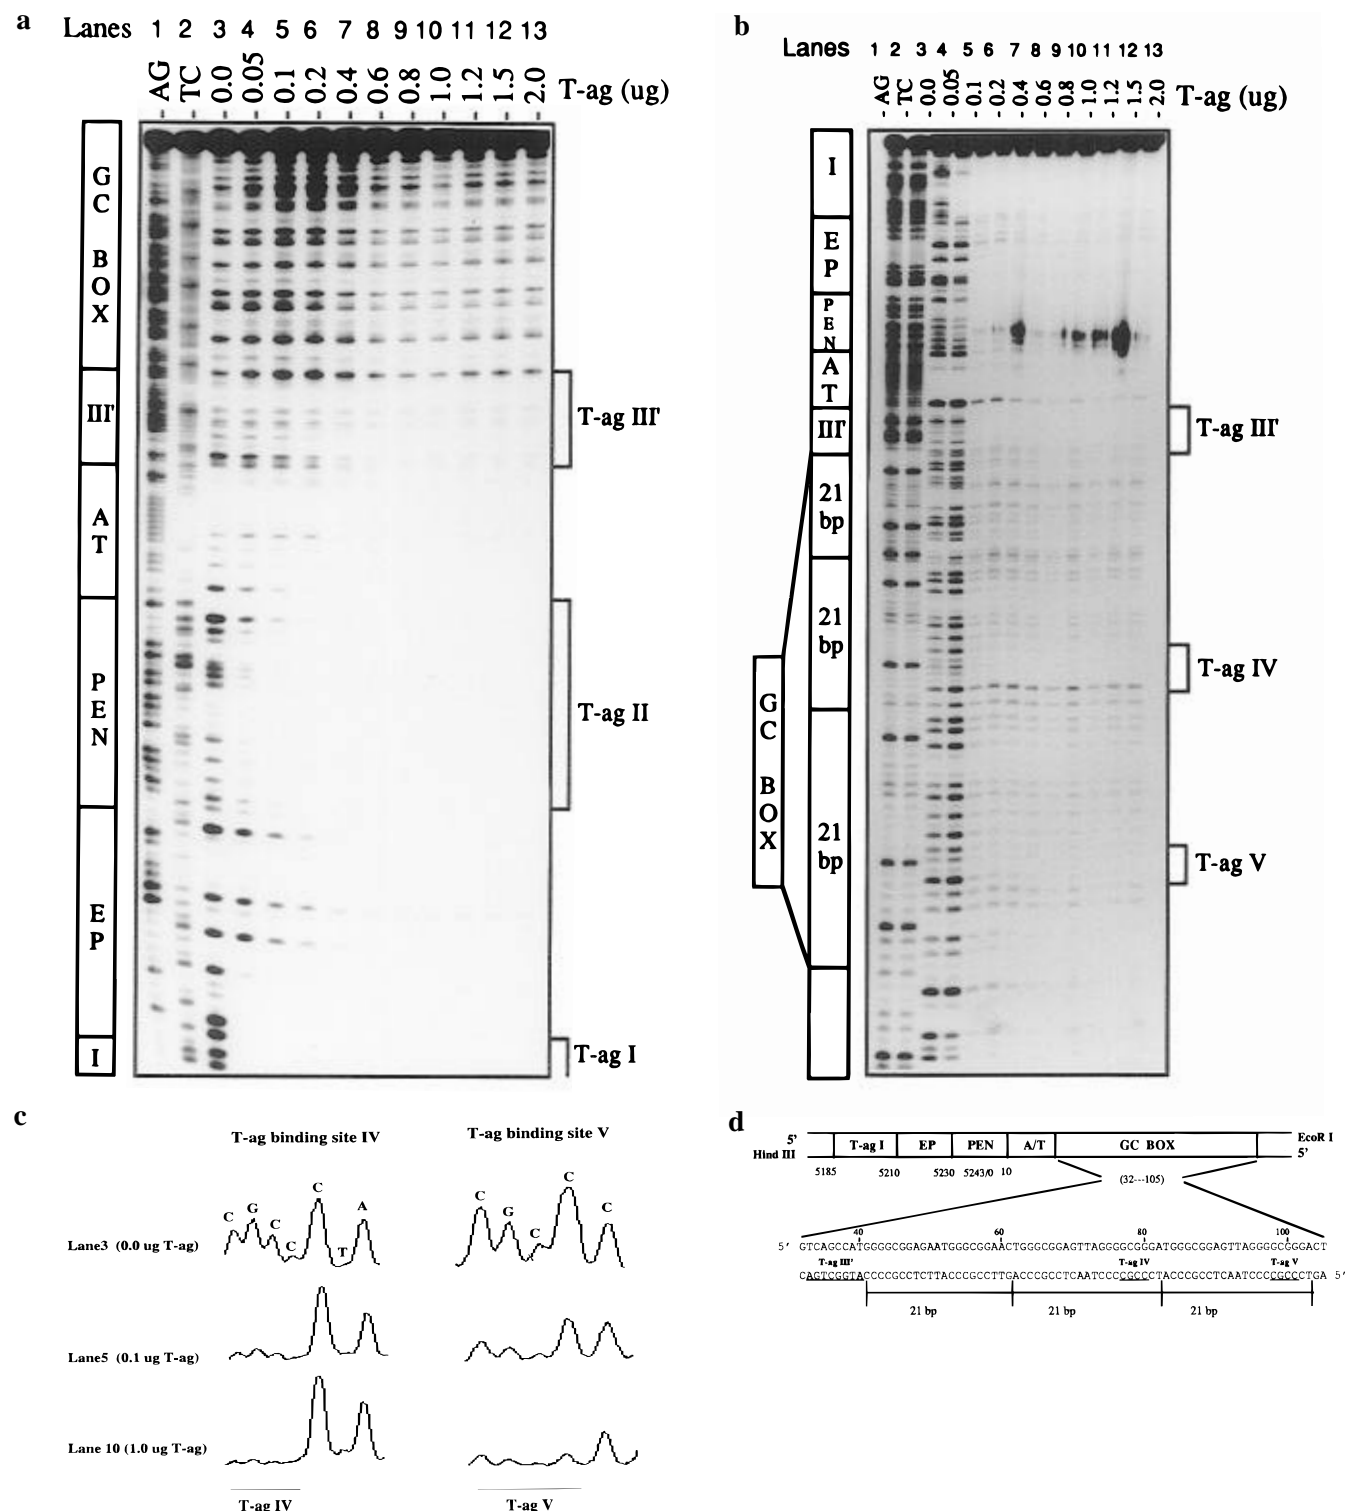 a
Lanes 1 2 3 4 5 6 7 8 9 10 11 12 13
AG TC 0.0 0.05 0.1 0.2 0.4 0.6 0.8 1.0 1.2 1.5 2.0 T-ag (ug)
GC BOX
III'
AT
PEN
EP
I
T-ag III'
T-ag II
T-ag I
b
Lanes 1 2 3 4 5 6 7 8 9 10 11 12 13
AG TC 0.0 0.05 0.1 0.2 0.4 0.6 0.8 1.0 1.2 1.5 2.0 T-ag (ug)
I
EP
PEN
AT
III'
21 bp
21 bp
21 bp
GC BOX
T-ag III'
T-ag IV
T-ag V
c
T-ag binding site IV
T-ag binding site V
C G C C C T A
C G C C C
Lane3 (0.0 ug T-ag)
Lane5 (0.1 ug T-ag)
Lane 10 (1.0 ug T-ag)
T-ag IV
T-ag V
d
5' T-ag I EP PEN A/T GC BOX EcoR I
Hind III 5'
5185 5210 5230 5243/0 10 (32---105)
40 60 80 100
5' GTCAGCCATGGGGCGGAGAATGGGCGGAACTGGGCGGAGTTAGGGGCGGGATGGGCGGAGTTAGGGGCGGGACT
T-ag III' T-ag IV T-ag V
CAGTCGGTACCCCGCCTCTTACCCGCCTTGACCCGCCTCAATCCCCGCCCTACCCGCCTCAATCCCCGCCCTGA 5'
21 bp 21 bp 21 bp